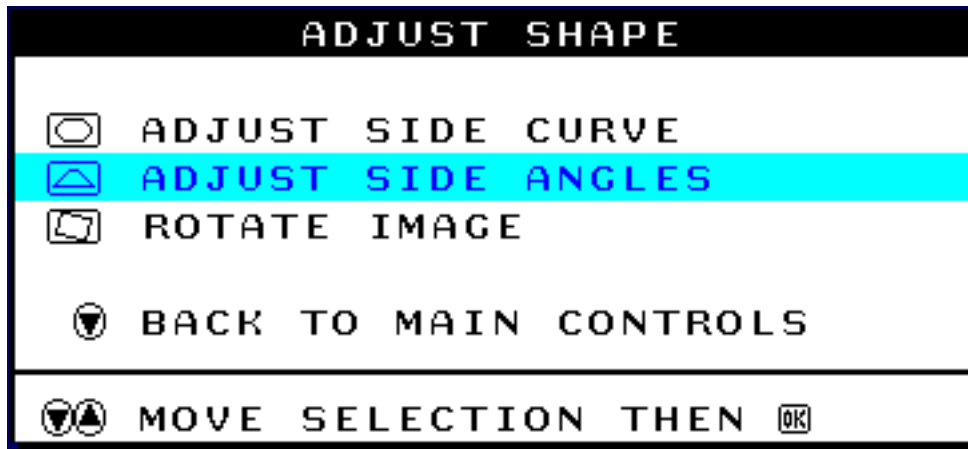 ADJUST SHAPE
ADJUST SIDE CURVE
ADJUST SIDE ANGLES
ROTATE IMAGE
BACK TO MAIN CONTROLS
MOVE SELECTION THEN OK